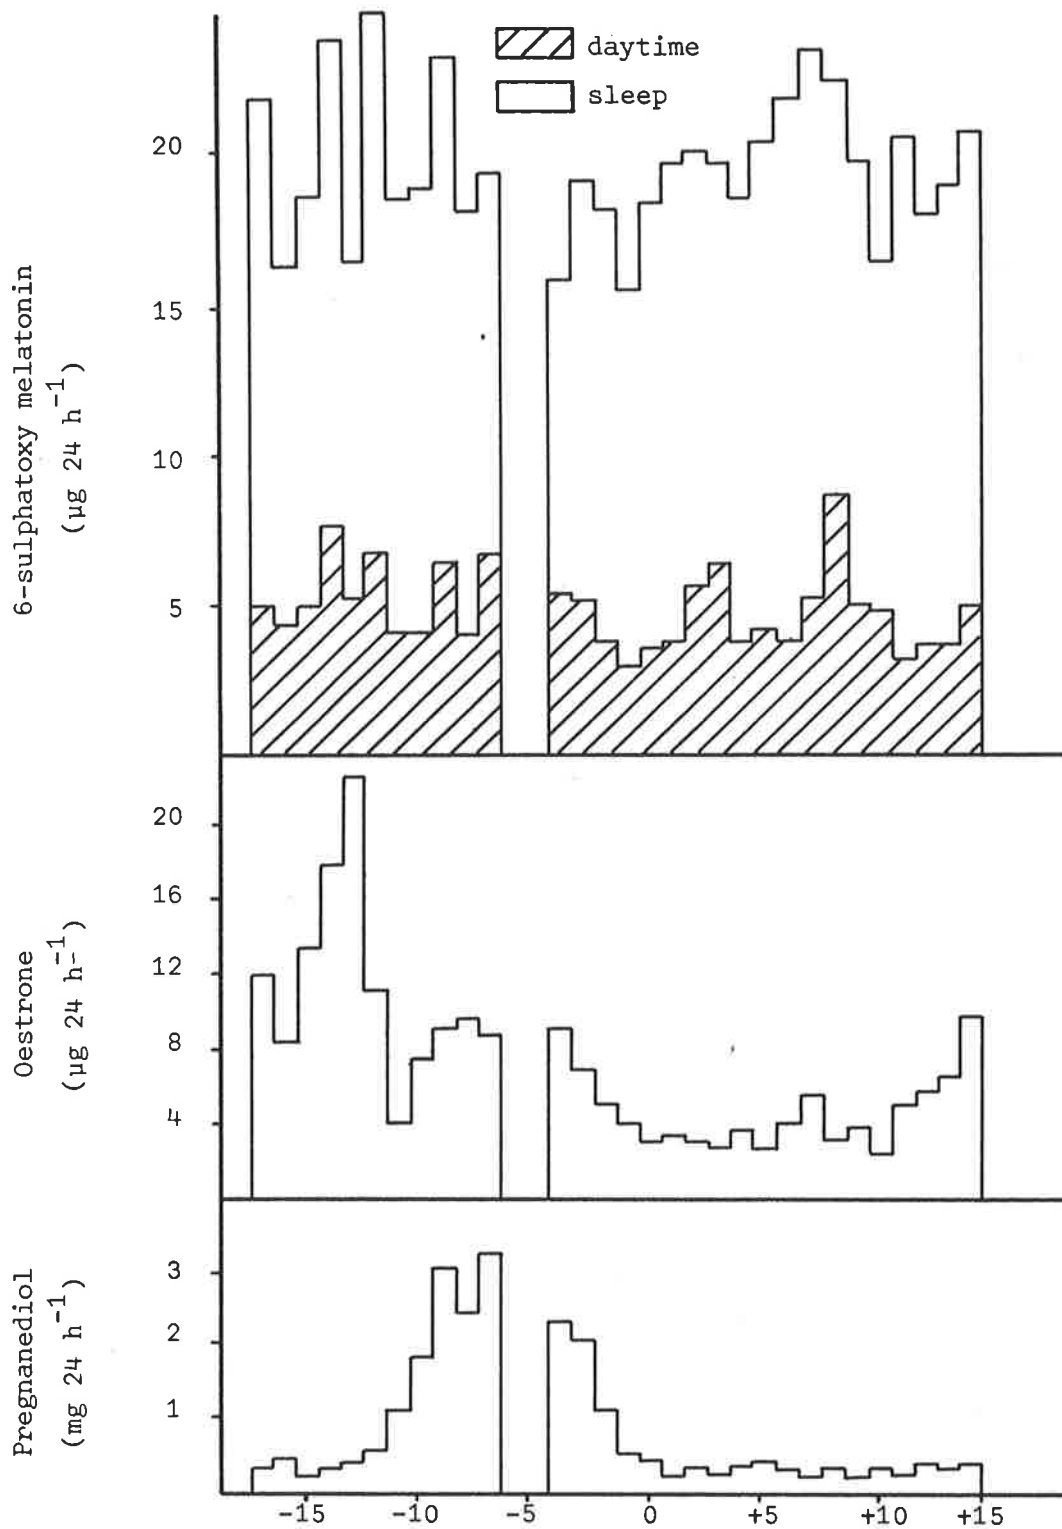 daytime
sleep
6-sulphatoxy melatonin
(µg 24 h⁻¹)
20
15
10
5
Oestrone
(µg 24 h⁻¹)
20
16
12
8
4
Pregnanediol
(mg 24 h⁻¹)
3
2
1
-15 -10 -5 0 +5 +10 +15